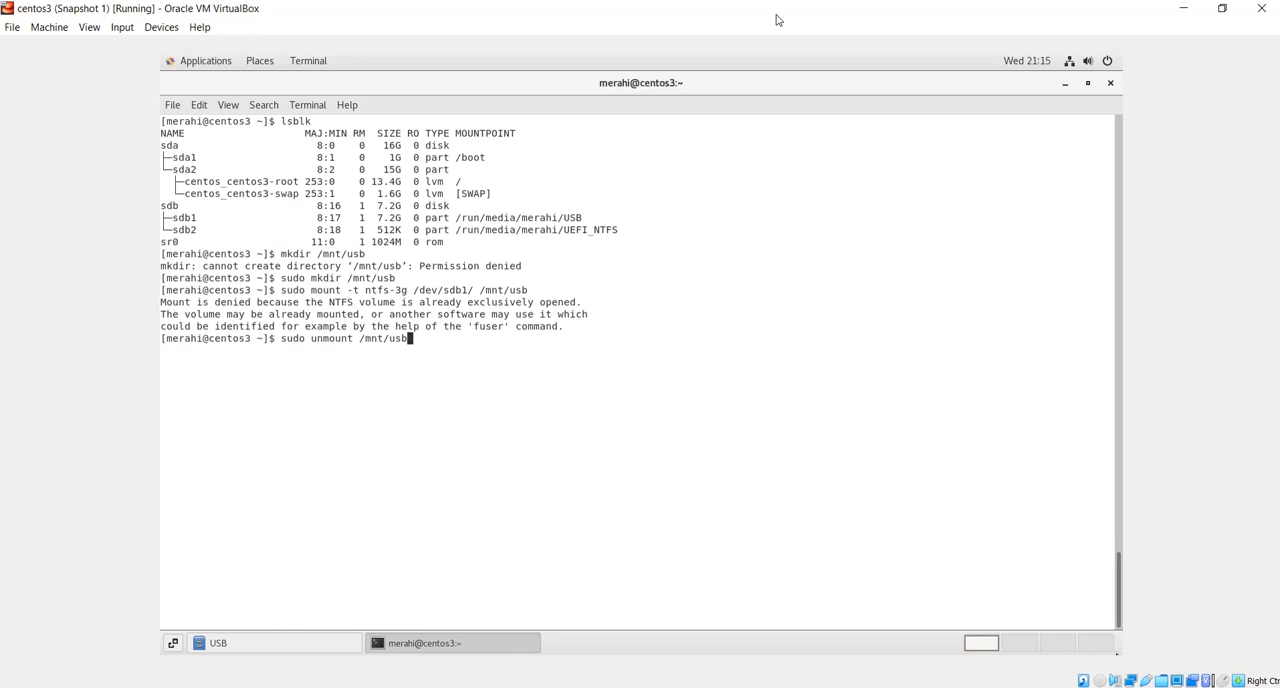 centos3 (Snapshot 1) [Running] - Oracle VM VirtualBox
File Machine View Input Devices Help
Applications Places Terminal Wed 21:15
merahi@centos3:~
File Edit View Search Terminal Help
[merahi@centos3 ~]$ lsblk
NAME MAJ:MIN RM SIZE RO TYPE MOUNTPOINT
sda 8:0 0 16G 0 disk
├─sda1 8:1 0 1G 0 part /boot
└─sda2 8:2 0 15G 0 part
├─centos_centos3-root 253:0 0 13.4G 0 lvm /
└─centos_centos3-swap 253:1 0 1.6G 0 lvm [SWAP]
sdb 8:16 1 7.2G 0 disk
├─sdb1 8:17 1 7.2G 0 part /run/media/merahi/USB
└─sdb2 8:18 1 512K 0 part /run/media/merahi/UEFI_NTFS
sr0 11:0 1 1024M 0 rom
[merahi@centos3 ~]$ mkdir /mnt/usb
mkdir: cannot create directory ‘/mnt/usb’: Permission denied
[merahi@centos3 ~]$ sudo mkdir /mnt/usb
[merahi@centos3 ~]$ sudo mount -t ntfs-3g /dev/sdb1/ /mnt/usb
Mount is denied because the NTFS volume is already exclusively opened.
The volume may be already mounted, or another software may use it which
could be identified for example by the help of the 'fuser' command.
[merahi@centos3 ~]$ sudo unmount /mnt/usb
USB merahi@centos3:~
Right Ctr